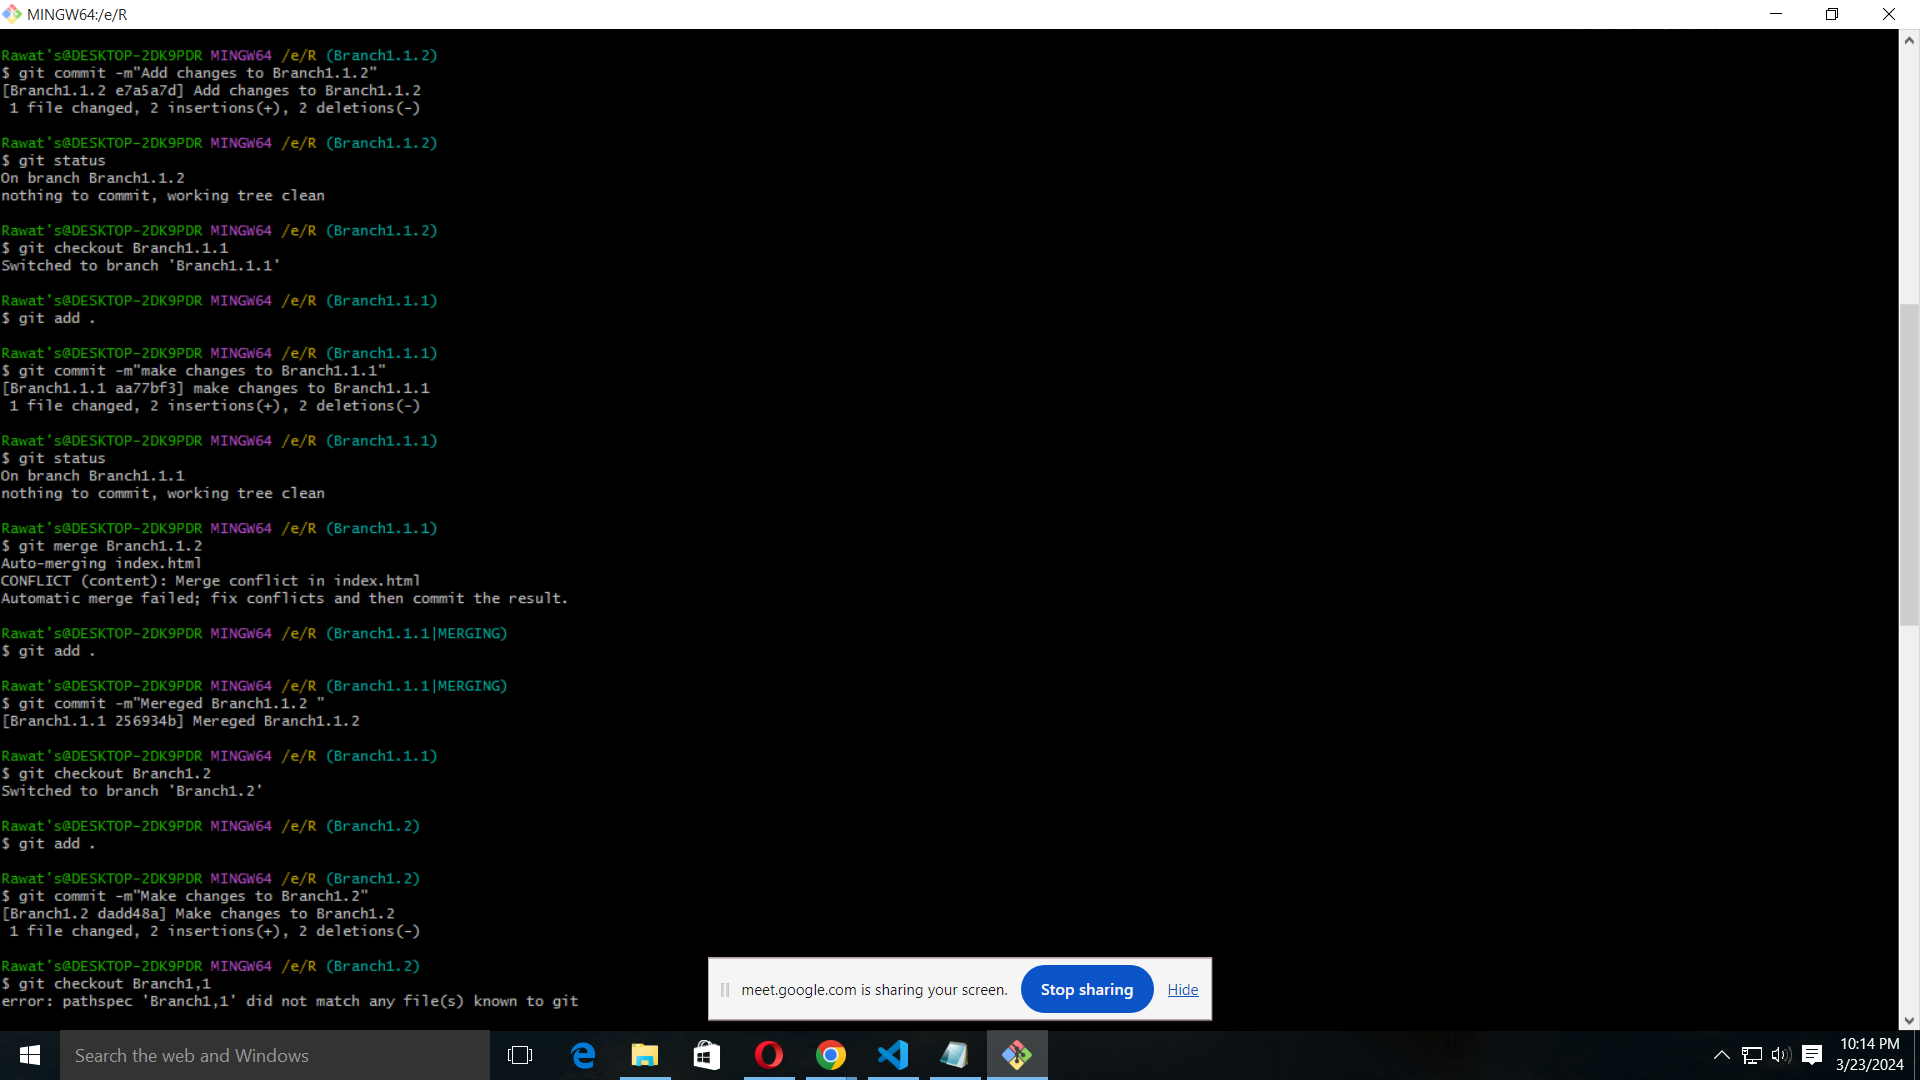 MINGW64:/e/R
Rawat's@DESKTOP-2DK9PDR MINGW64 /e/R (Branch1.1.2)
$ git commit -m"Add changes to Branch1.1.2"
[Branch1.1.2 e7a5a7d] Add changes to Branch1.1.2
 1 file changed, 2 insertions(+), 2 deletions(-)
Rawat's@DESKTOP-2DK9PDR MINGW64 /e/R (Branch1.1.2)
$ git status
On branch Branch1.1.2
nothing to commit, working tree clean
Rawat's@DESKTOP-2DK9PDR MINGW64 /e/R (Branch1.1.2)
$ git checkout Branch1.1.1
Switched to branch 'Branch1.1.1'
Rawat's@DESKTOP-2DK9PDR MINGW64 /e/R (Branch1.1.1)
$ git add .
Rawat's@DESKTOP-2DK9PDR MINGW64 /e/R (Branch1.1.1)
$ git commit -m"make changes to Branch1.1.1"
[Branch1.1.1 aa77bf3] make changes to Branch1.1.1
 1 file changed, 2 insertions(+), 2 deletions(-)
Rawat's@DESKTOP-2DK9PDR MINGW64 /e/R (Branch1.1.1)
$ git status
On branch Branch1.1.1
nothing to commit, working tree clean
Rawat's@DESKTOP-2DK9PDR MINGW64 /e/R (Branch1.1.1)
$ git merge Branch1.1.2
Auto-merging index.html
CONFLICT (content): Merge conflict in index.html
Automatic merge failed; fix conflicts and then commit the result.
Rawat's@DESKTOP-2DK9PDR MINGW64 /e/R (Branch1.1.1|MERGING)
$ git add .
Rawat's@DESKTOP-2DK9PDR MINGW64 /e/R (Branch1.1.1|MERGING)
$ git commit -m"Mereged Branch1.1.2 "
[Branch1.1.1 256934b] Mereged Branch1.1.2
Rawat's@DESKTOP-2DK9PDR MINGW64 /e/R (Branch1.1.1)
$ git checkout Branch1.2
Switched to branch 'Branch1.2'
Rawat's@DESKTOP-2DK9PDR MINGW64 /e/R (Branch1.2)
$ git add .
Rawat's@DESKTOP-2DK9PDR MINGW64 /e/R (Branch1.2)
$ git commit -m"Make changes to Branch1.2"
[Branch1.2 dadd48a] Make changes to Branch1.2
 1 file changed, 2 insertions(+), 2 deletions(-)
Rawat's@DESKTOP-2DK9PDR MINGW64 /e/R (Branch1.2)
$ git checkout Branch1,1
error: pathspec 'Branch1,1' did not match any file(s) known to git
meet.google.com is sharing your screen. Stop sharing Hide
Search the web and Windows
10:14 PM
3/23/2024